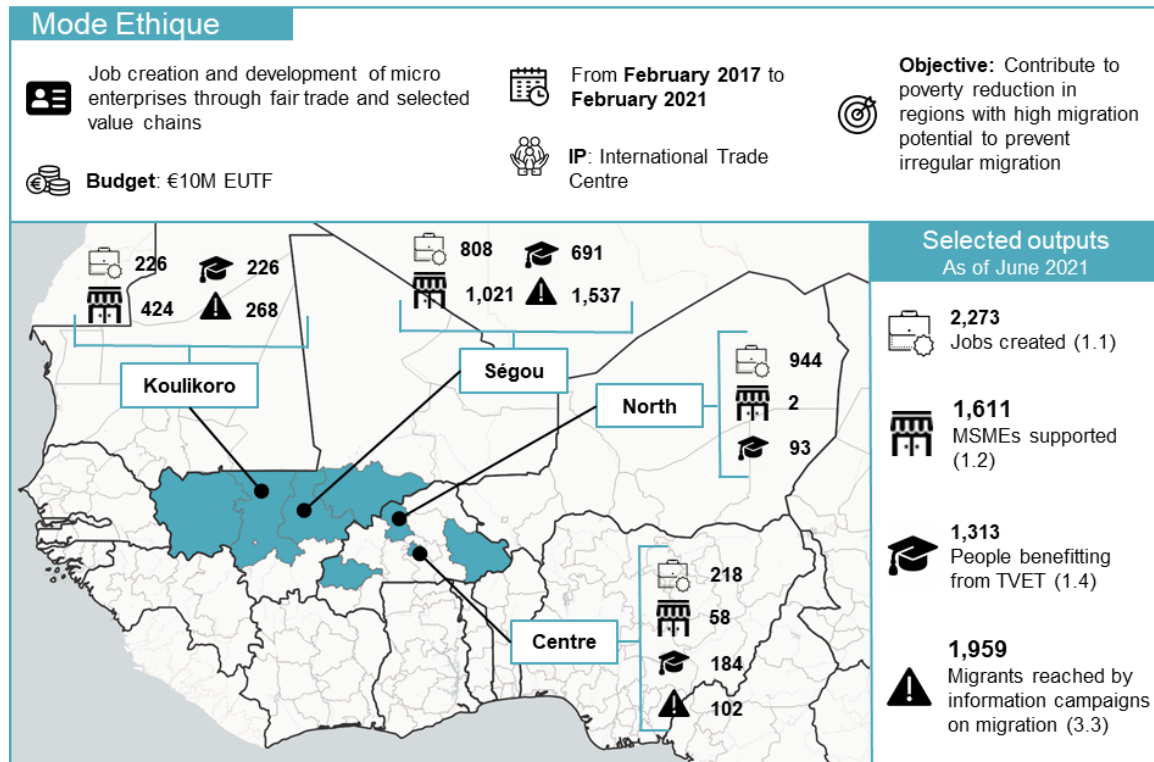 Mode Ethique
Job creation and development of micro
enterprises through fair trade and selected
value chains
Budget: €10M EUTF
From February 2017 to
February 2021
IP: International Trade
Centre
Objective: Contribute to
poverty reduction in
regions with high migration
potential to prevent
irregular migration
226
226
424
268
Koulikoro
808
691
1,021
1,537
Ségou
North
944
2
93
Centre
218
58
184
102
Selected outputs
As of June 2021
2,273
Jobs created (1.1)
1,611
MSMEs supported
(1.2)
1,313
People benefitting
from TVET (1.4)
1,959
Migrants reached by
information campaigns
on migration (3.3)